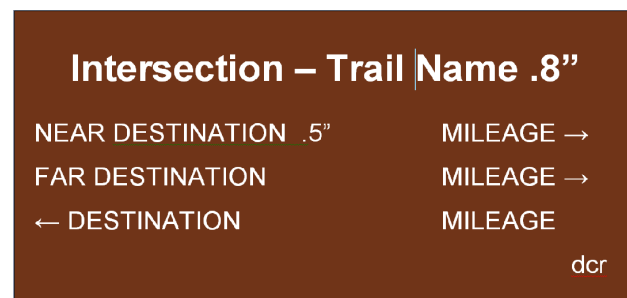 Intersection – Trail Name .8”
NEAR DESTINATION .5” MILEAGE →
FAR DESTINATION MILEAGE →
← DESTINATION MILEAGE
dcr